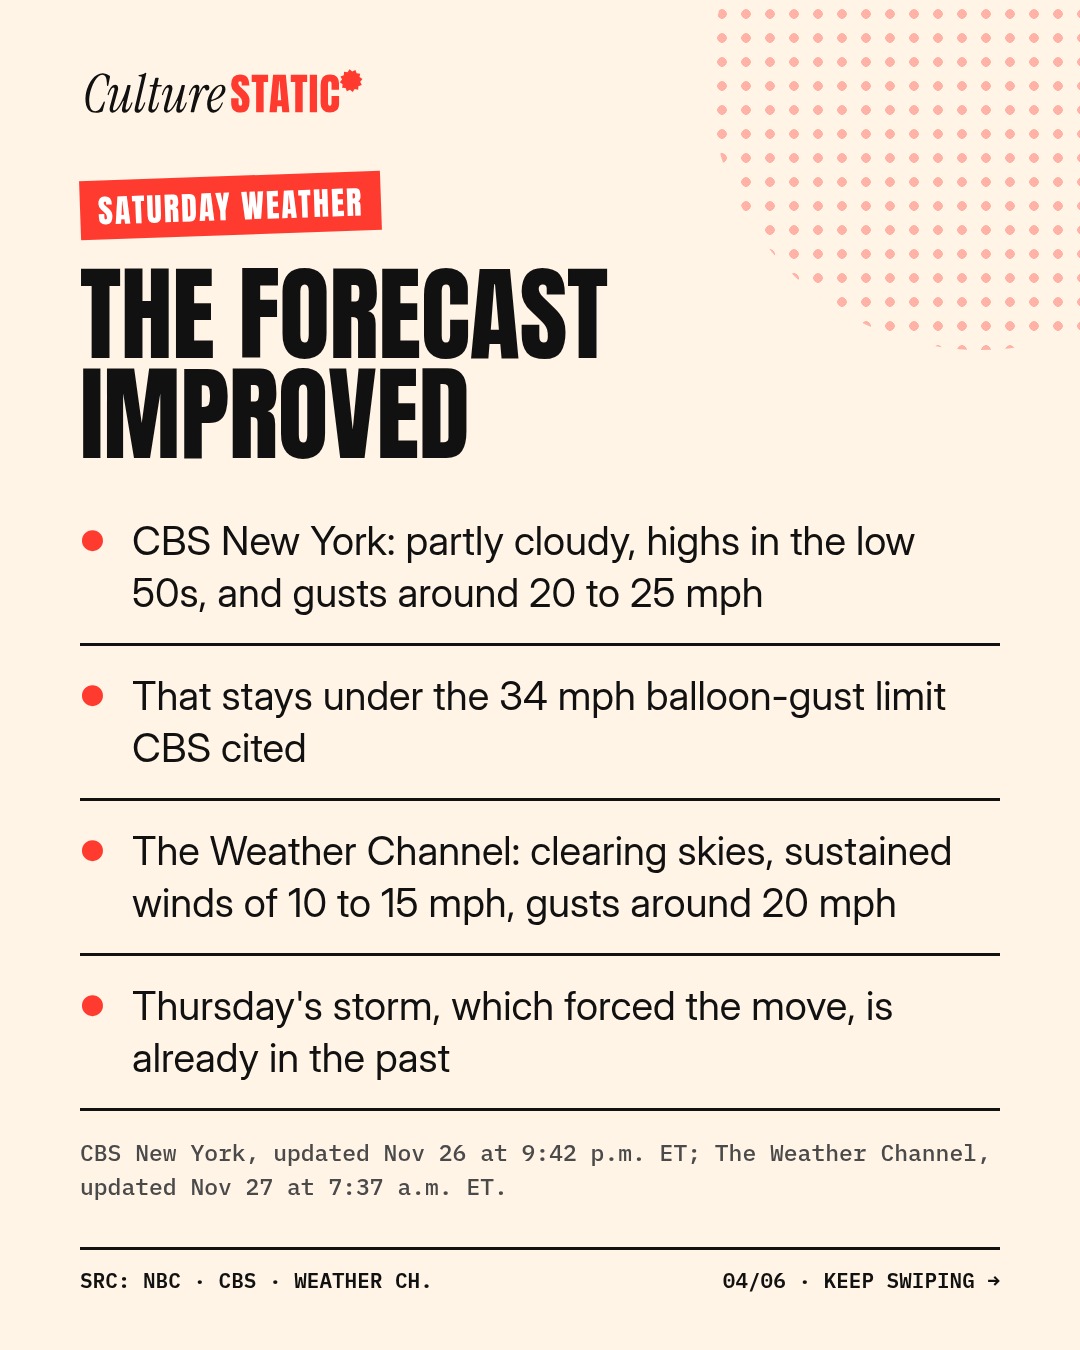 Culture STATIC
SATURDAY WEATHER
THE FORECAST
IMPROVED
CBS New York: partly cloudy, highs in the low
50s, and gusts around 20 to 25 mph
That stays under the 34 mph balloon-gust limit
CBS cited
The Weather Channel: clearing skies, sustained
winds of 10 to 15 mph, gusts around 20 mph
Thursday's storm, which forced the move, is
already in the past
CBS New York, updated Nov 26 at 9:42 p.m. ET; The Weather Channel,
updated Nov 27 at 7:37 a.m. ET.
SRC: NBC · CBS · WEATHER CH.
04/06 · KEEP SWIPING →